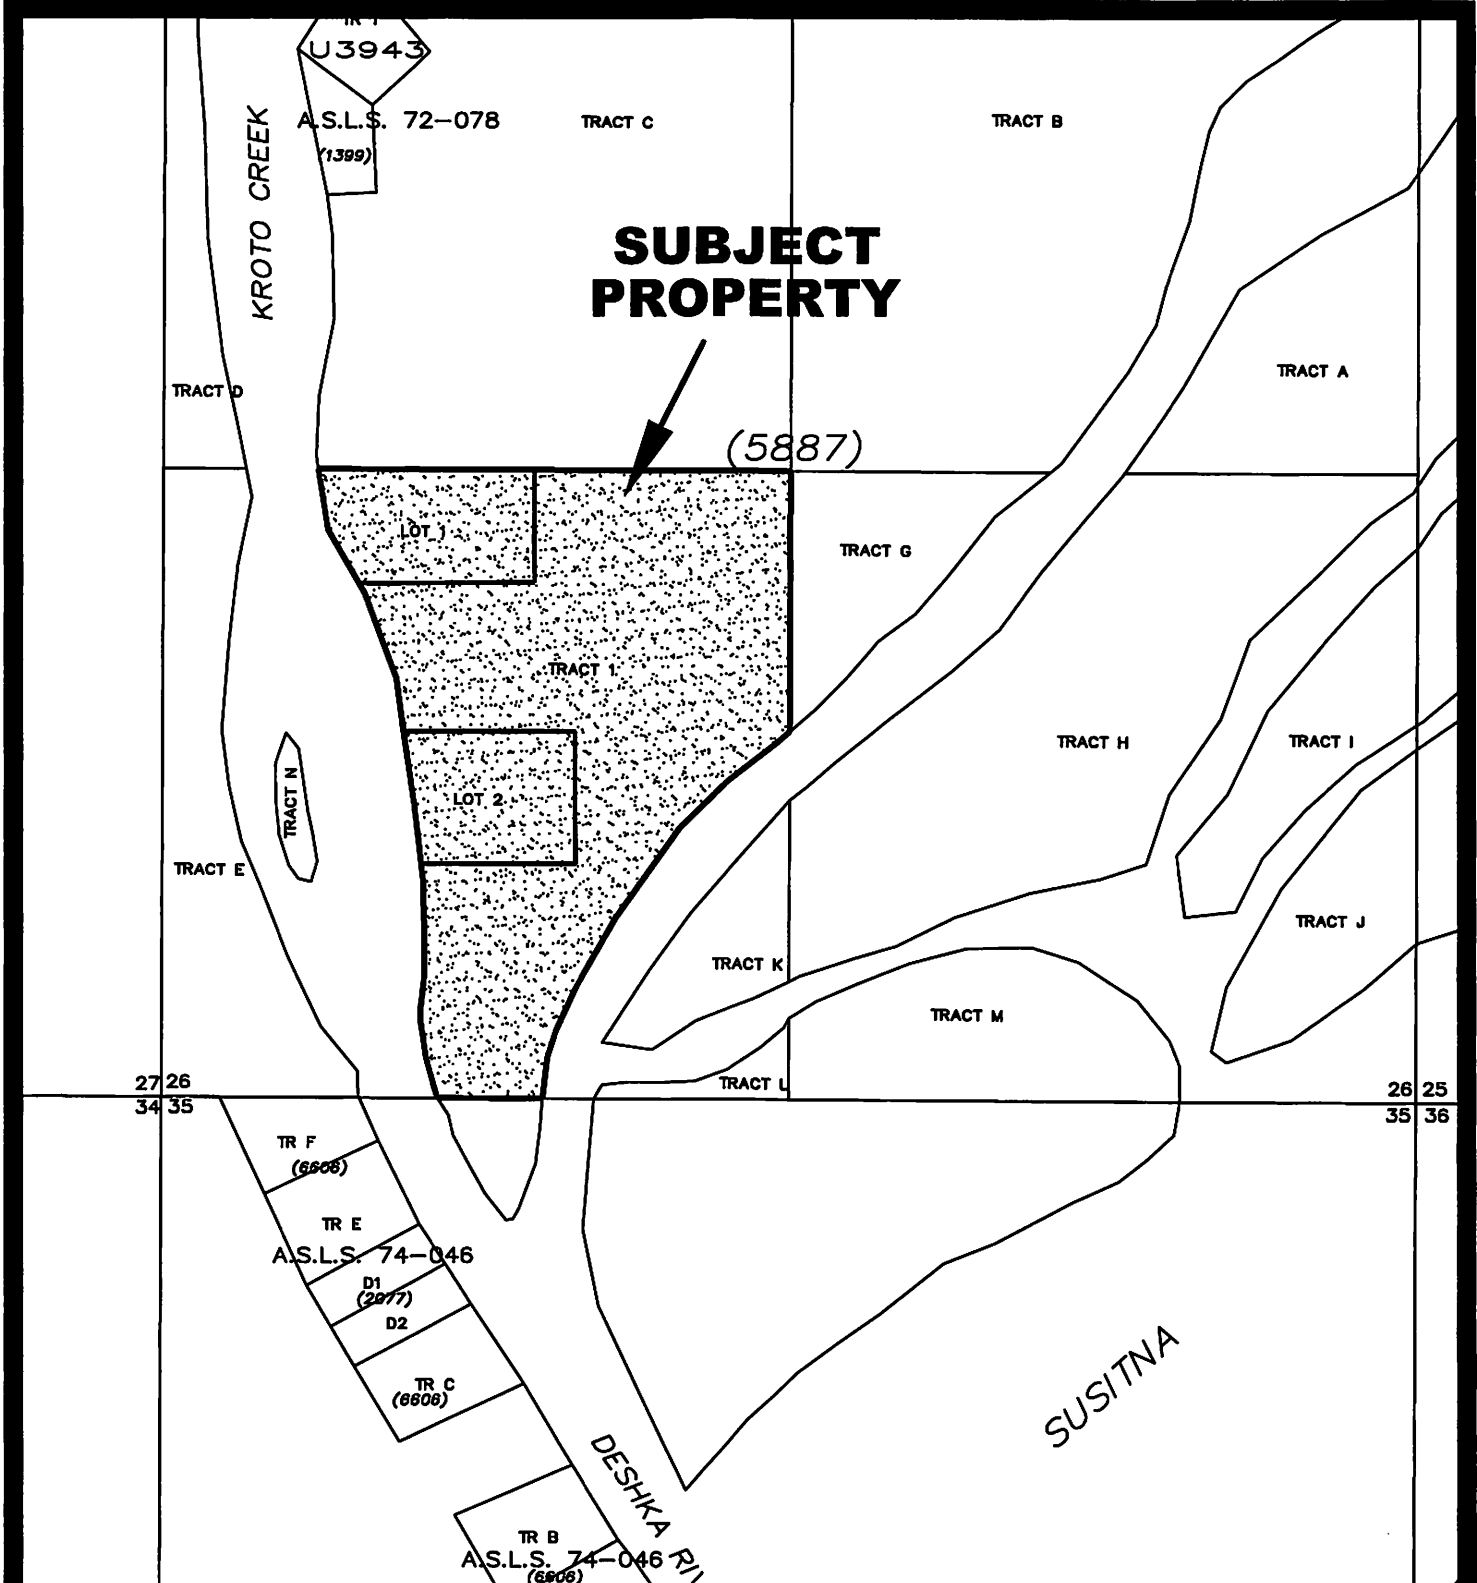 U3943
A.S.L.S. 72-078
(1399)
TRACT C
TRACT B
KROTO CREEK
SUBJECT
PROPERTY
TRACT D
TRACT A
(5887)
LOT 1
TRACT G
TRACT 1
TRACT H
TRACT I
TRACT N
LOT 2
TRACT E
TRACT J
TRACT K
TRACT M
TRACT L
27 26
34 35
26 25
35 36
TR F
(6606)
TR E
A.S.L.S. 74-046
D1
(2077)
D2
TR C
(6606)
SUSITNA
DESHKA RIV
TR B
A.S.L.S. 74-046
(6606)